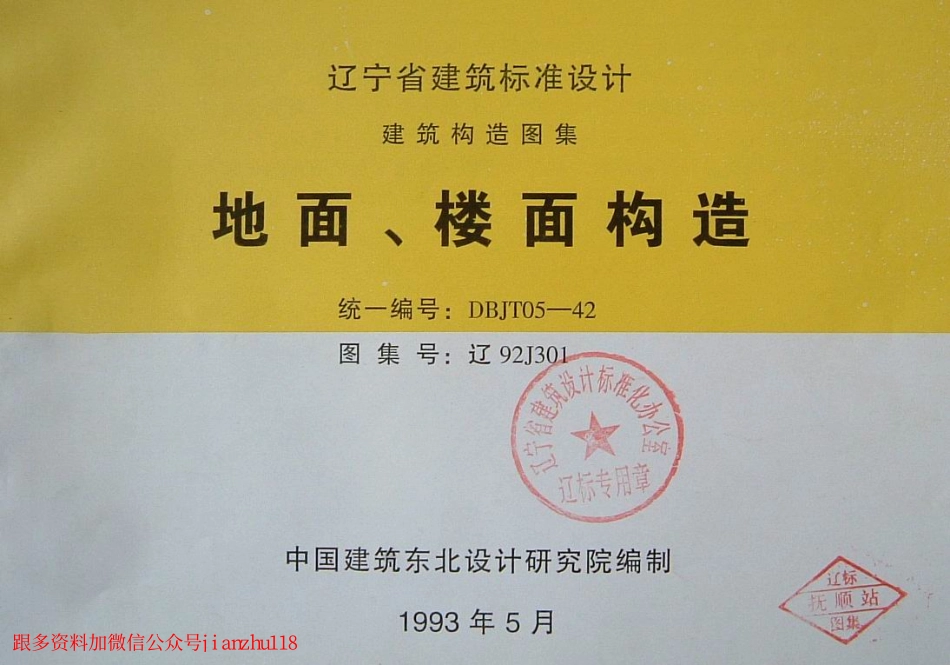 辽宁省建筑标准设计
建筑构造图集
地面、楼面构造
统一编号：DBJT05—42
图集号：辽92J301
辽宁省建筑设计标准化办公室
辽标专用章
中国建筑东北设计研究院编制
1993年5月
辽标
抚顺站
图集
跟多资料加微信公众号jianzhu118